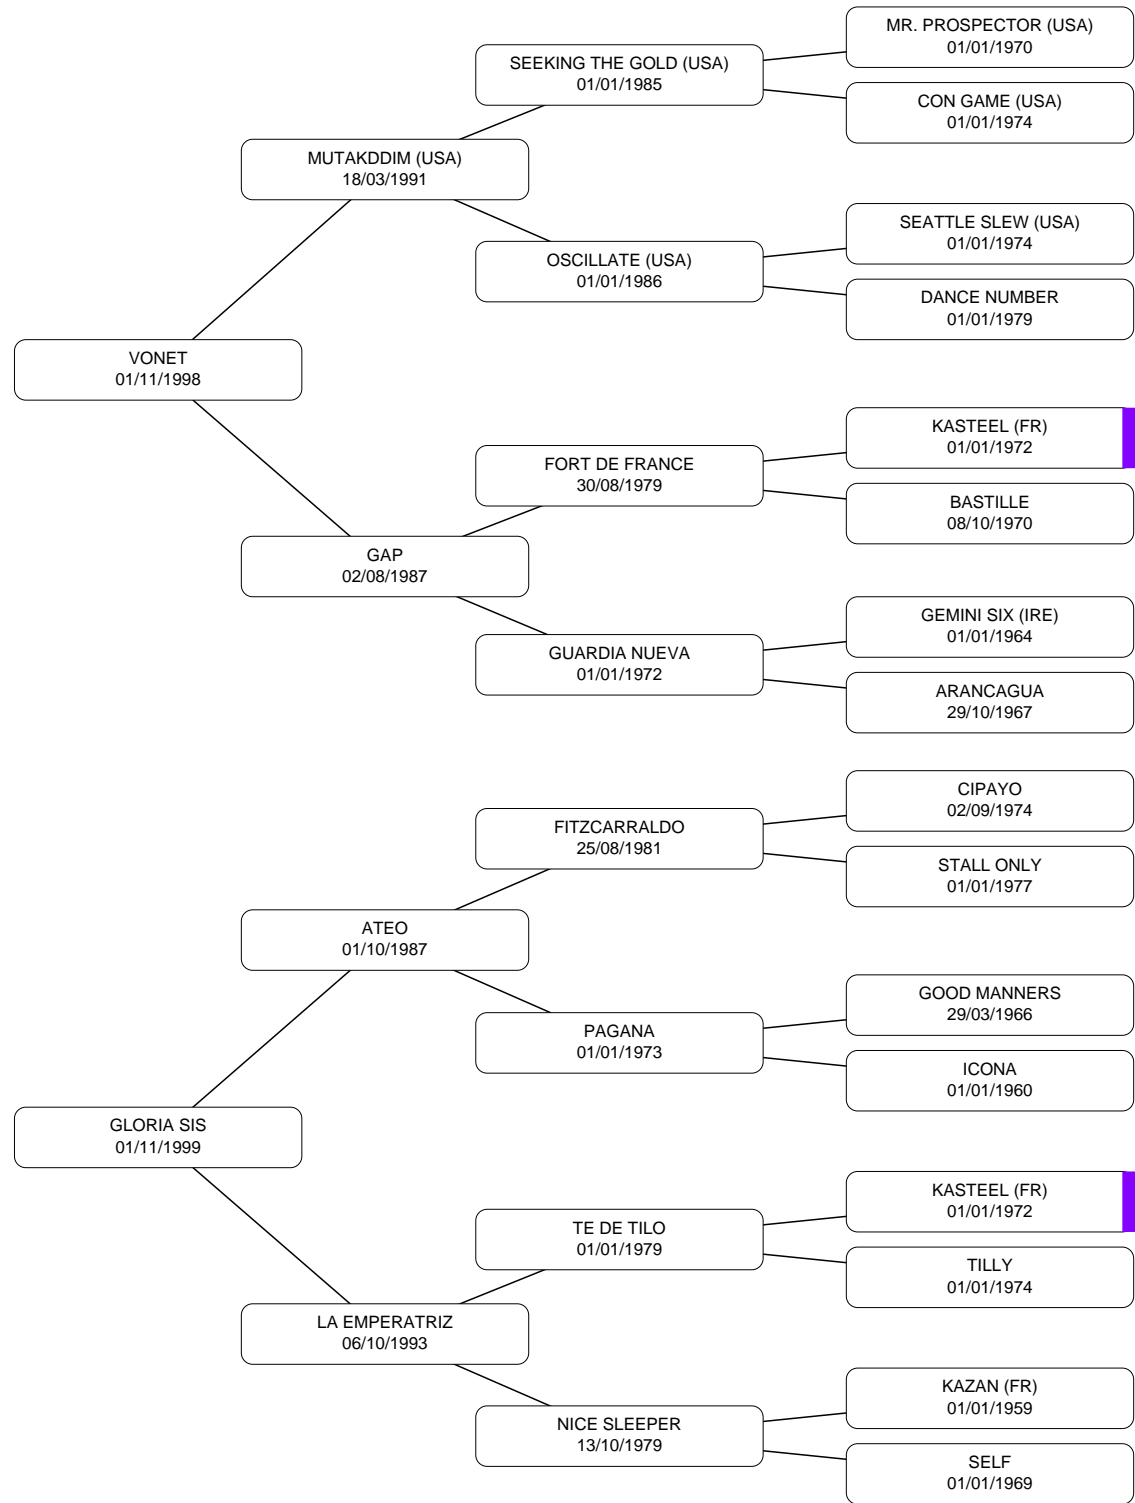 MR. PROSPECTOR (USA)
01/01/1970
SEEKING THE GOLD (USA)
01/01/1985
CON GAME (USA)
01/01/1974
MUTAKDDIM (USA)
18/03/1991
SEATTLE SLEW (USA)
01/01/1974
OSCILLATE (USA)
01/01/1986
DANCE NUMBER
01/01/1979
VONET
01/11/1998
KASTEEL (FR)
01/01/1972
FORT DE FRANCE
30/08/1979
BASTILLE
08/10/1970
GAP
02/08/1987
GEMINI SIX (IRE)
01/01/1964
GUARDIA NUEVA
01/01/1972
ARANCAGUA
29/10/1967
CIPAYO
02/09/1974
FITZCARRALDO
25/08/1981
STALL ONLY
01/01/1977
ATEO
01/10/1987
GOOD MANNERS
29/03/1966
PAGANA
01/01/1973
ICONA
01/01/1960
GLORIA SIS
01/11/1999
KASTEEL (FR)
01/01/1972
TE DE TILO
01/01/1979
TILLY
01/01/1974
LA EMPERATRIZ
06/10/1993
KAZAN (FR)
01/01/1959
NICE SLEEPER
13/10/1979
SELF
01/01/1969